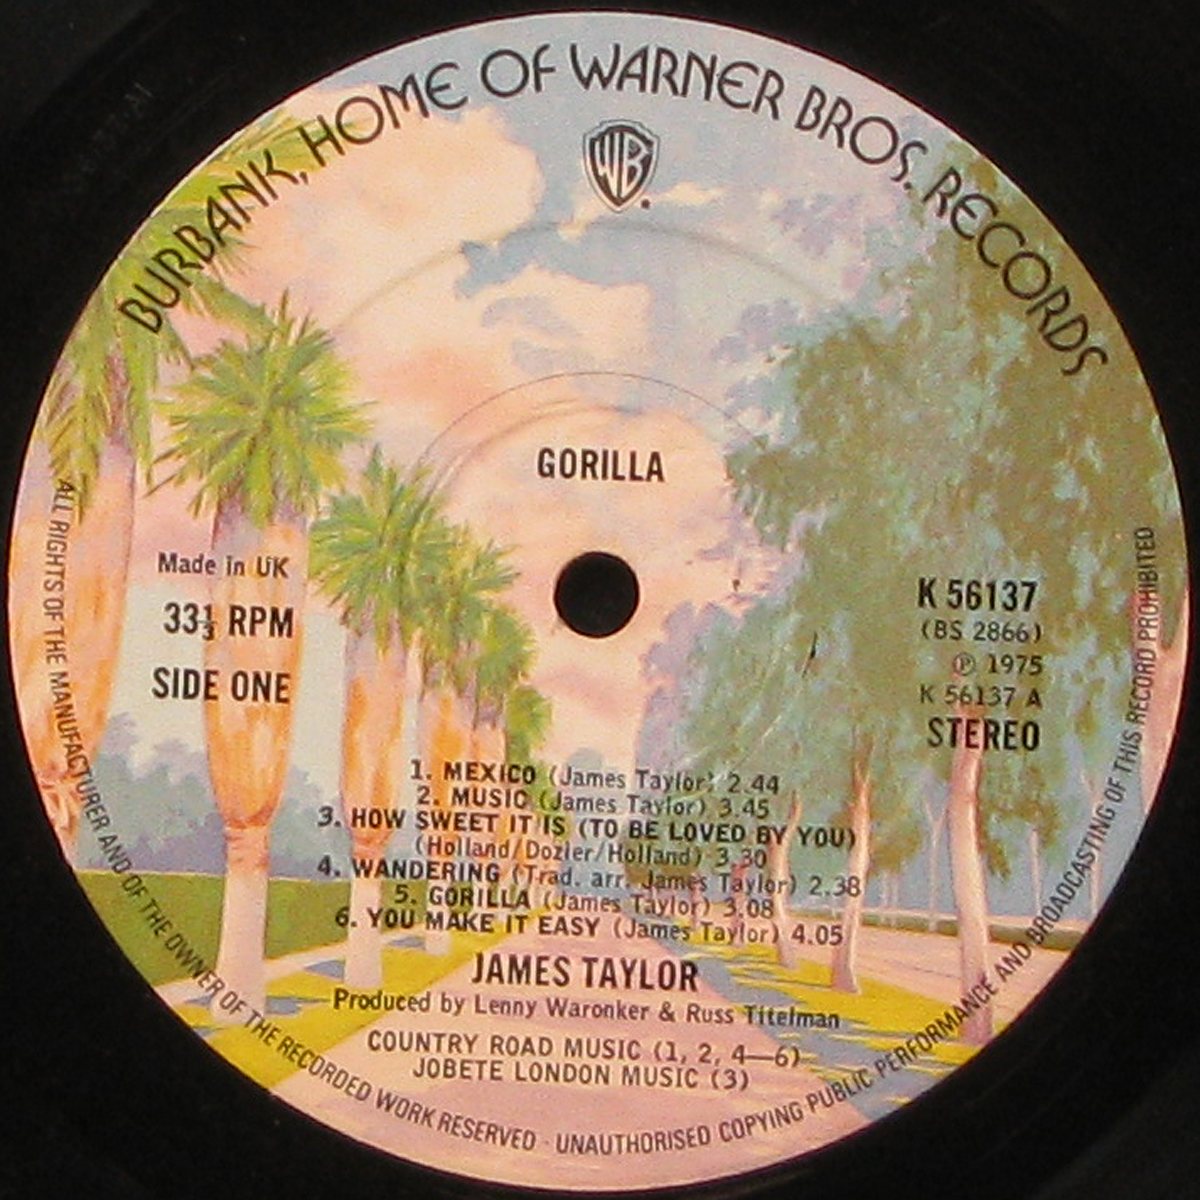 BURBANK, HOME OF WARNER BROS. RECORDS
WB
GORILLA
Made in UK
33⅓ RPM
SIDE ONE
K 56137
(BS 2866)
℗ 1975
K 56137 A
STEREO
1. MEXICO (James Taylor) 2.44
2. MUSIC (James Taylor) 3.45
3. HOW SWEET IT IS (TO BE LOVED BY YOU)
(Holland/Dozier/Holland) 3.30
4. WANDERING (Trad. arr. James Taylor) 2.38
5. GORILLA (James Taylor) 3.08
6. YOU MAKE IT EASY (James Taylor) 4.05
JAMES TAYLOR
Produced by Lenny Waronker & Russ Titelman
COUNTRY ROAD MUSIC (1, 2, 4—6)
JOBETE LONDON MUSIC (3)
ALL RIGHTS OF THE MANUFACTURER AND OF THE OWNER OF THE RECORDED WORK RESERVED · UNAUTHORISED COPYING PUBLIC PERFORMANCE AND BROADCASTING OF THIS RECORD PROHIBITED